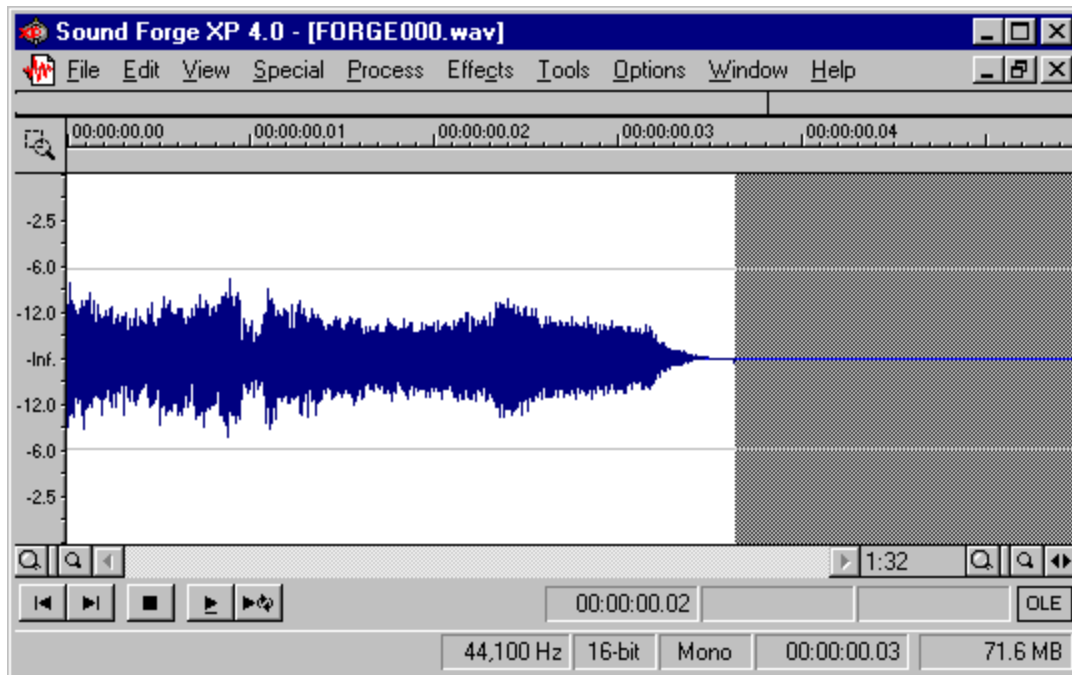 Sound Forge XP 4.0 - [FORGE000.wav]
File Edit View Special Process Effects Tools Options Window Help
00:00:00.00 00:00:00.01 00:00:00.02 00:00:00.03 00:00:00.04
-2.5
-6.0
-12.0
-Inf.
-12.0
-6.0
-2.5
1:32
00:00:00.02 OLE
44,100 Hz 16-bit Mono 00:00:00.03 71.6 MB